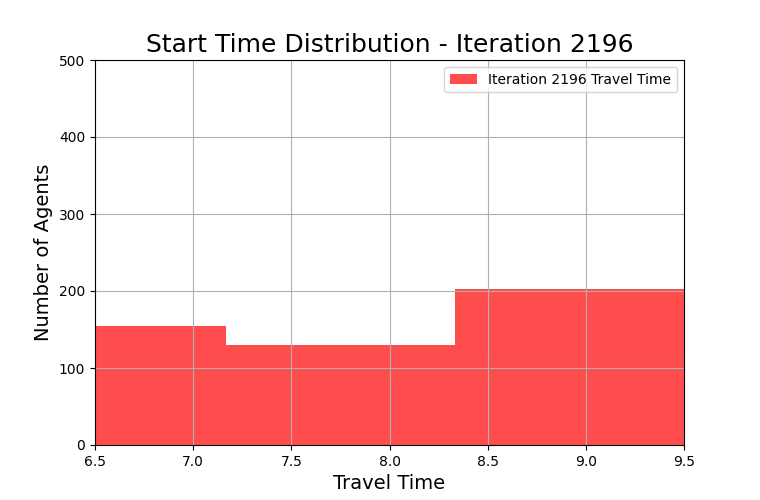 Start Time Distribution - Iteration 2196
Iteration 2196 Travel Time
Number of Agents
500
400
300
200
100
0
6.5 7.0 7.5 8.0 8.5 9.0 9.5
Travel Time